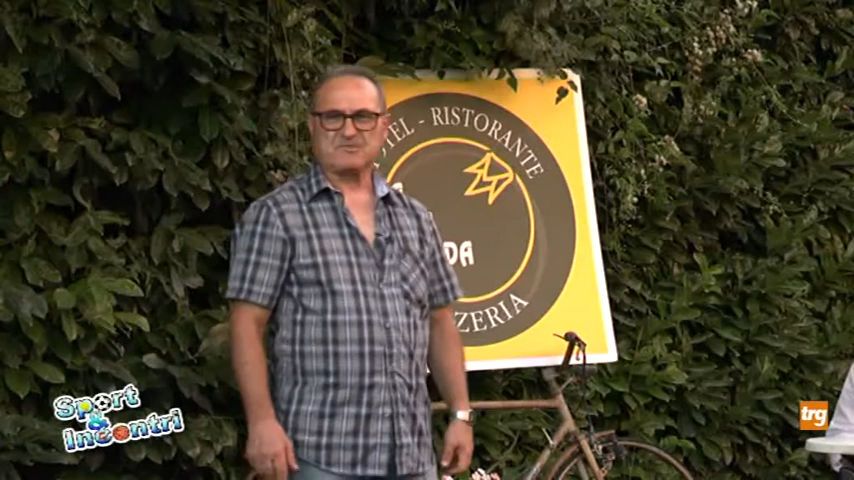 TEL - RISTORANTE
DA
ZERIA
Sport
&
Incontri
trg